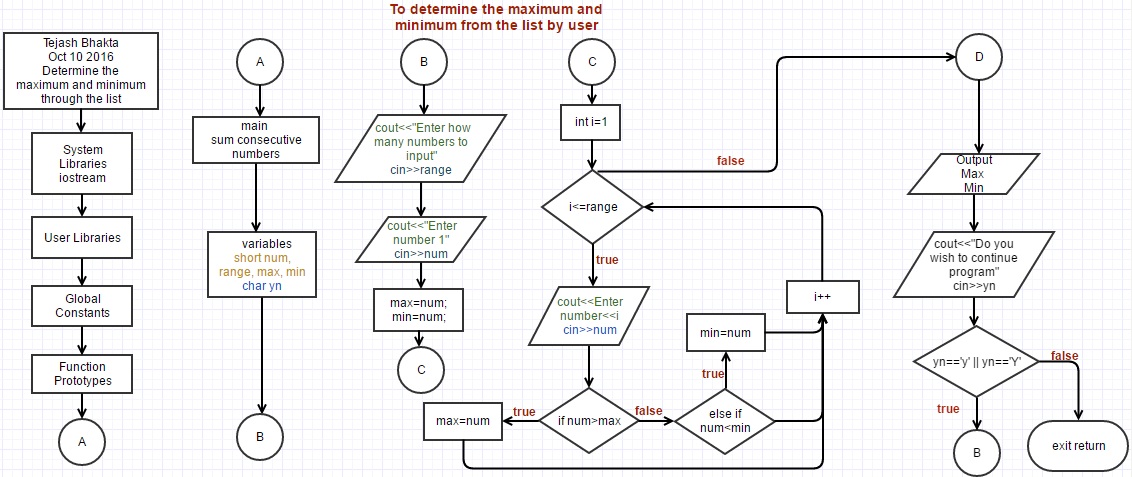 To determine the maximum and
minimum from the list by user
Tejash Bhakta
Oct 10 2016
Determine the
maximum and minimum
through the list
System
Libraries
iostream
User Libraries
Global
Constants
Function
Prototypes
A
A
main
sum consecutive
numbers
variables
short num,
range, max, min
char yn
B
B
cout<<"Enter how
many numbers to
input"
cin>>range
cout<<"Enter
number 1"
cin>>num
max=num;
min=num;
C
C
int i=1
i<=range
false
true
cout<<Enter
number<<i
cin>>num
if num>max
true
max=num
false
else if
num<min
true
min=num
i++
D
Output
Max
Min
cout<<"Do you
wish to continue
program"
cin>>yn
yn=='y' || yn=='Y'
false
true
B
exit return